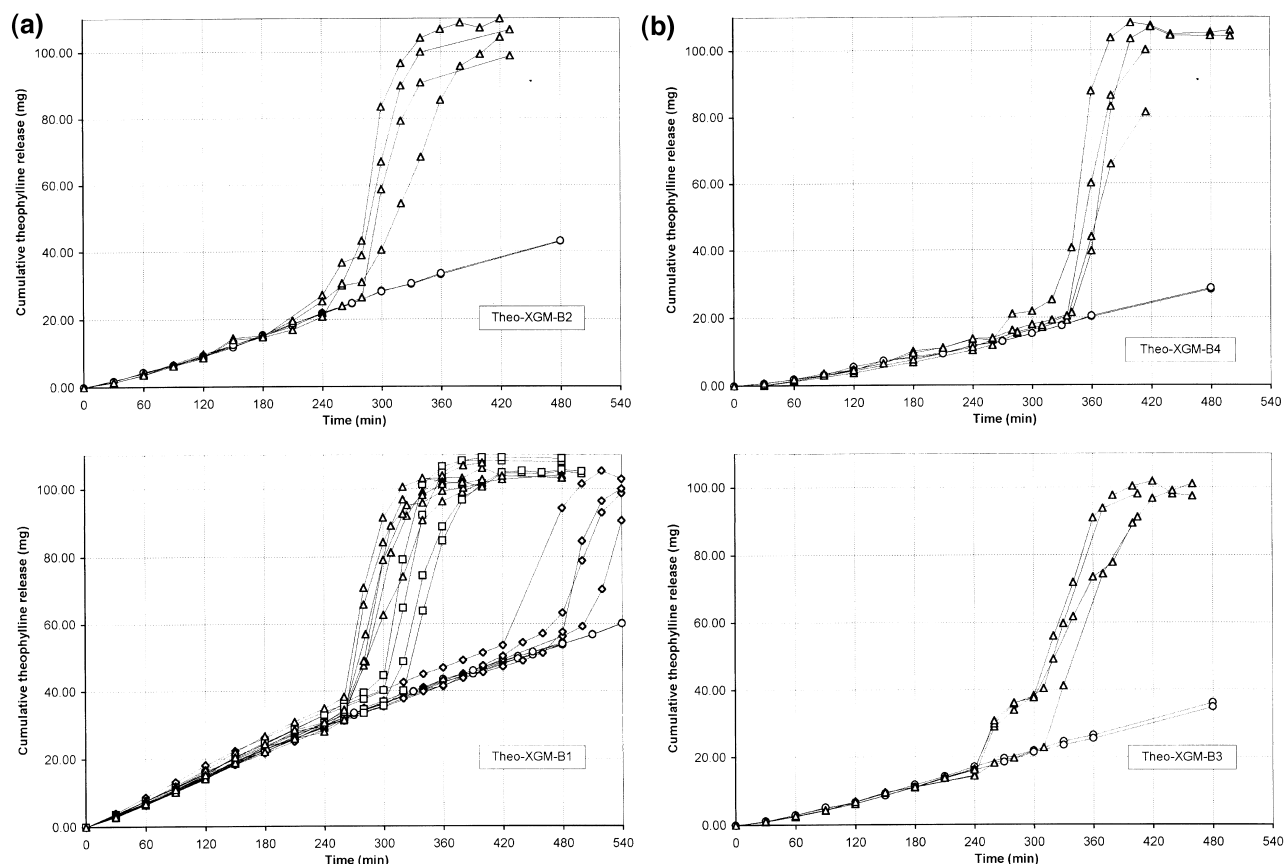 (a)
Cumulative theophylline release (mg)
100.00
80.00
60.00
40.00
20.00
0.00
Theo-XGM-B2
0 60 120 180 240 300 360 420 480 540
Time (min)
(b)
Cumulative theophylline release (mg)
100.00
80.00
60.00
40.00
20.00
0.00
Theo-XGM-B4
0 60 120 180 240 300 360 420 480 540
Time (min)
Cumulative theophylline release (mg)
100.00
80.00
60.00
40.00
20.00
0.00
Theo-XGM-B1
0 60 120 180 240 300 360 420 480 540
Time (min)
Cumulative theophylline release (mg)
100.00
80.00
60.00
40.00
20.00
0.00
Theo-XGM-B3
0 60 120 180 240 300 360 420 480 540
Time (min)